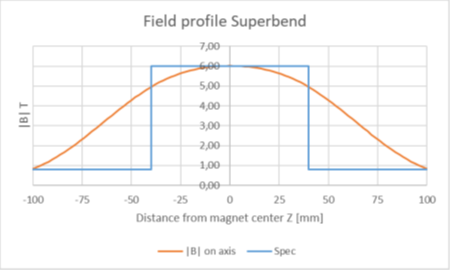 Field profile Superbend
7,00
6,00
5,00
4,00
3,00
2,00
1,00
0,00
|B| T
-100 -75 -50 -25 0 25 50 75 100
Distance from magnet center Z [mm]
|B| on axis Spec